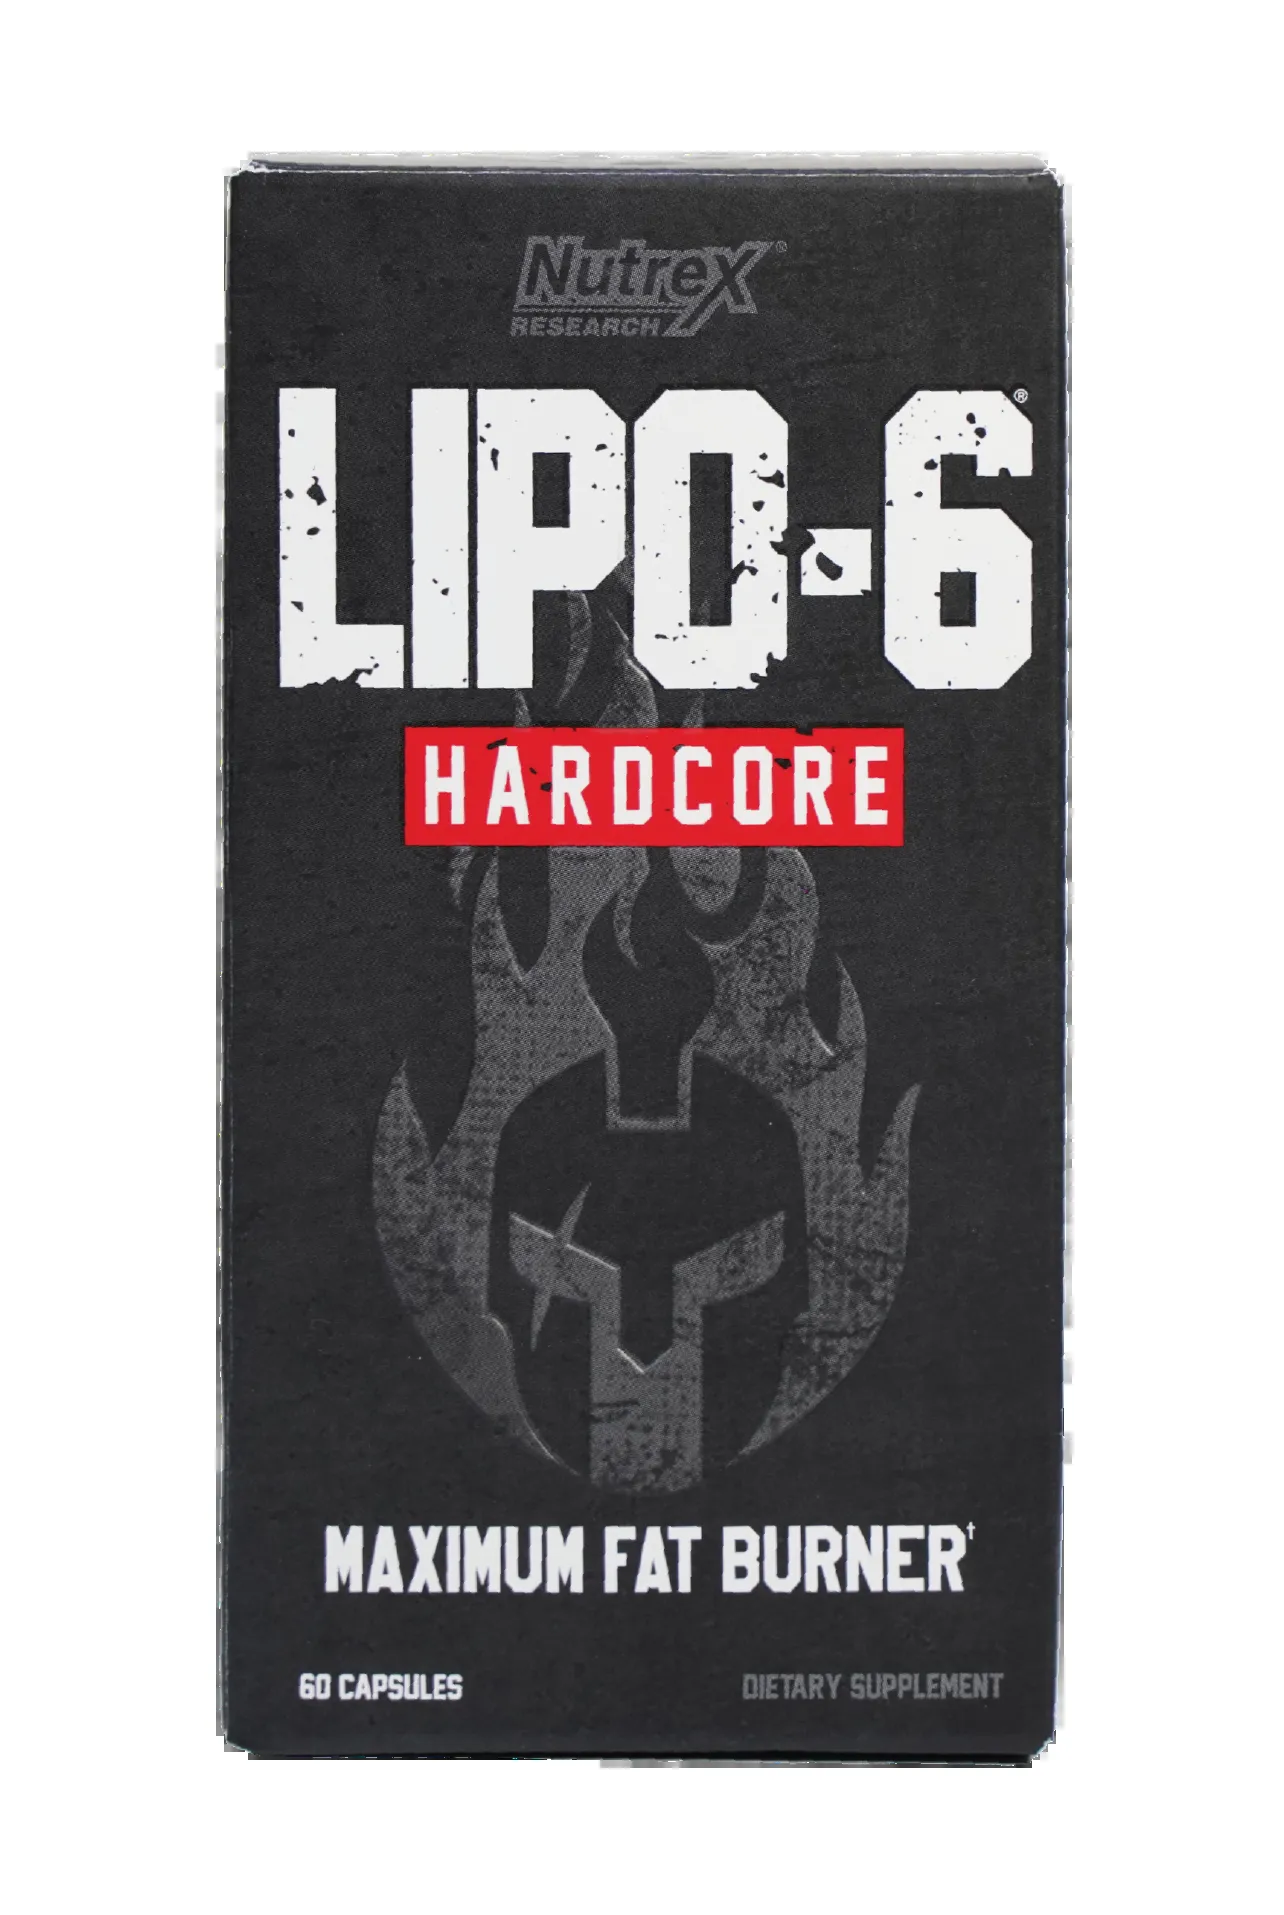 Nutrex®
RESEARCH
LIPO-6®
HARDCORE
MAXIMUM FAT BURNER†
60 CAPSULES
DIETARY SUPPLEMENT